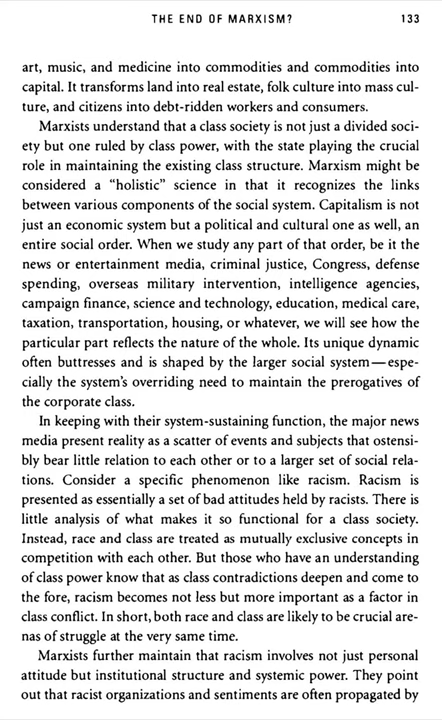 THE END OF MARXISM? 133
art, music, and medicine into commodities and commodities into
capital. It transforms land into real estate, folk culture into mass cul-
ture, and citizens into debt-ridden workers and consumers.
Marxists understand that a class society is not just a divided soci-
ety but one ruled by class power, with the state playing the crucial
role in maintaining the existing class structure. Marxism might be
considered a “holistic” science in that it recognizes the links
between various components of the social system. Capitalism is not
just an economic system but a political and cultural one as well, an
entire social order. When we study any part of that order, be it the
news or entertainment media, criminal justice, Congress, defense
spending, overseas military intervention, intelligence agencies,
campaign finance, science and technology, education, medical care,
taxation, transportation, housing, or whatever, we will see how the
particular part reflects the nature of the whole. Its unique dynamic
often buttresses and is shaped by the larger social system—espe-
cially the system’s overriding need to maintain the prerogatives of
the corporate class.
In keeping with their system-sustaining function, the major news
media present reality as a scatter of events and subjects that ostensi-
bly bear little relation to each other or to a larger set of social rela-
tions. Consider a specific phenomenon like racism. Racism is
presented as essentially a set of bad attitudes held by racists. There is
little analysis of what makes it so functional for a class society.
Instead, race and class are treated as mutually exclusive concepts in
competition with each other. But those who have an understanding
of class power know that as class contradictions deepen and come to
the fore, racism becomes not less but more important as a factor in
class conflict. In short, both race and class are likely to be crucial are-
nas of struggle at the very same time.
Marxists further maintain that racism involves not just personal
attitude but institutional structure and systemic power. They point
out that racist organizations and sentiments are often propagated by